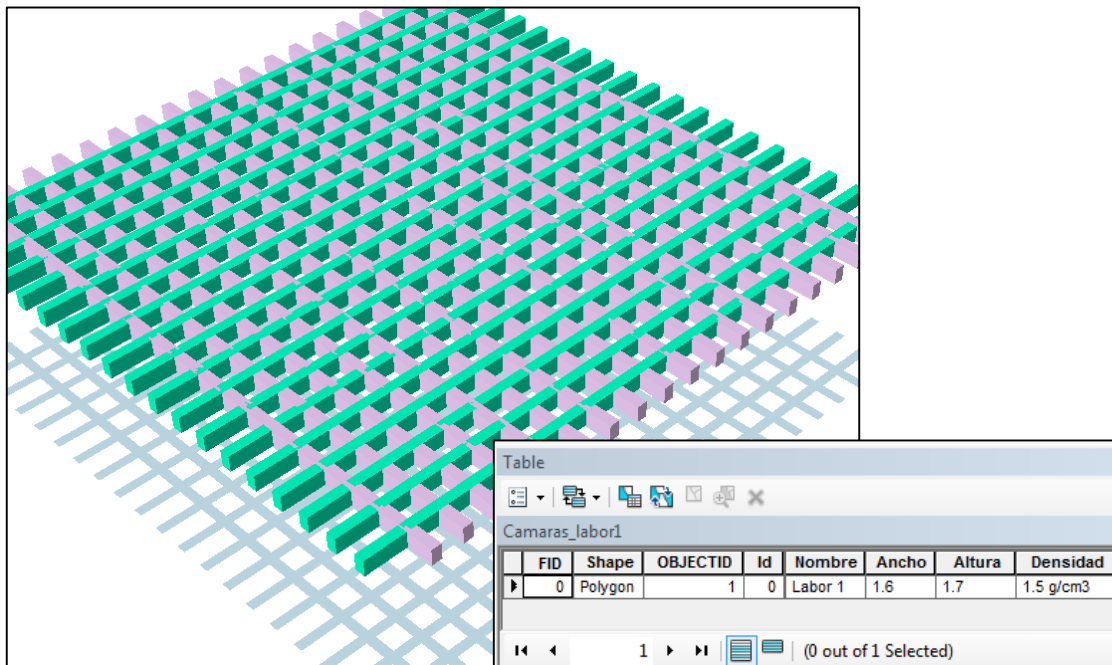 Table
Camaras_labor1
FID Shape OBJECTID Id Nombre Ancho Altura Densidad
0 Polygon 1 0 Labor 1 1.6 1.7 1.5 g/cm3
1 (0 out of 1 Selected)